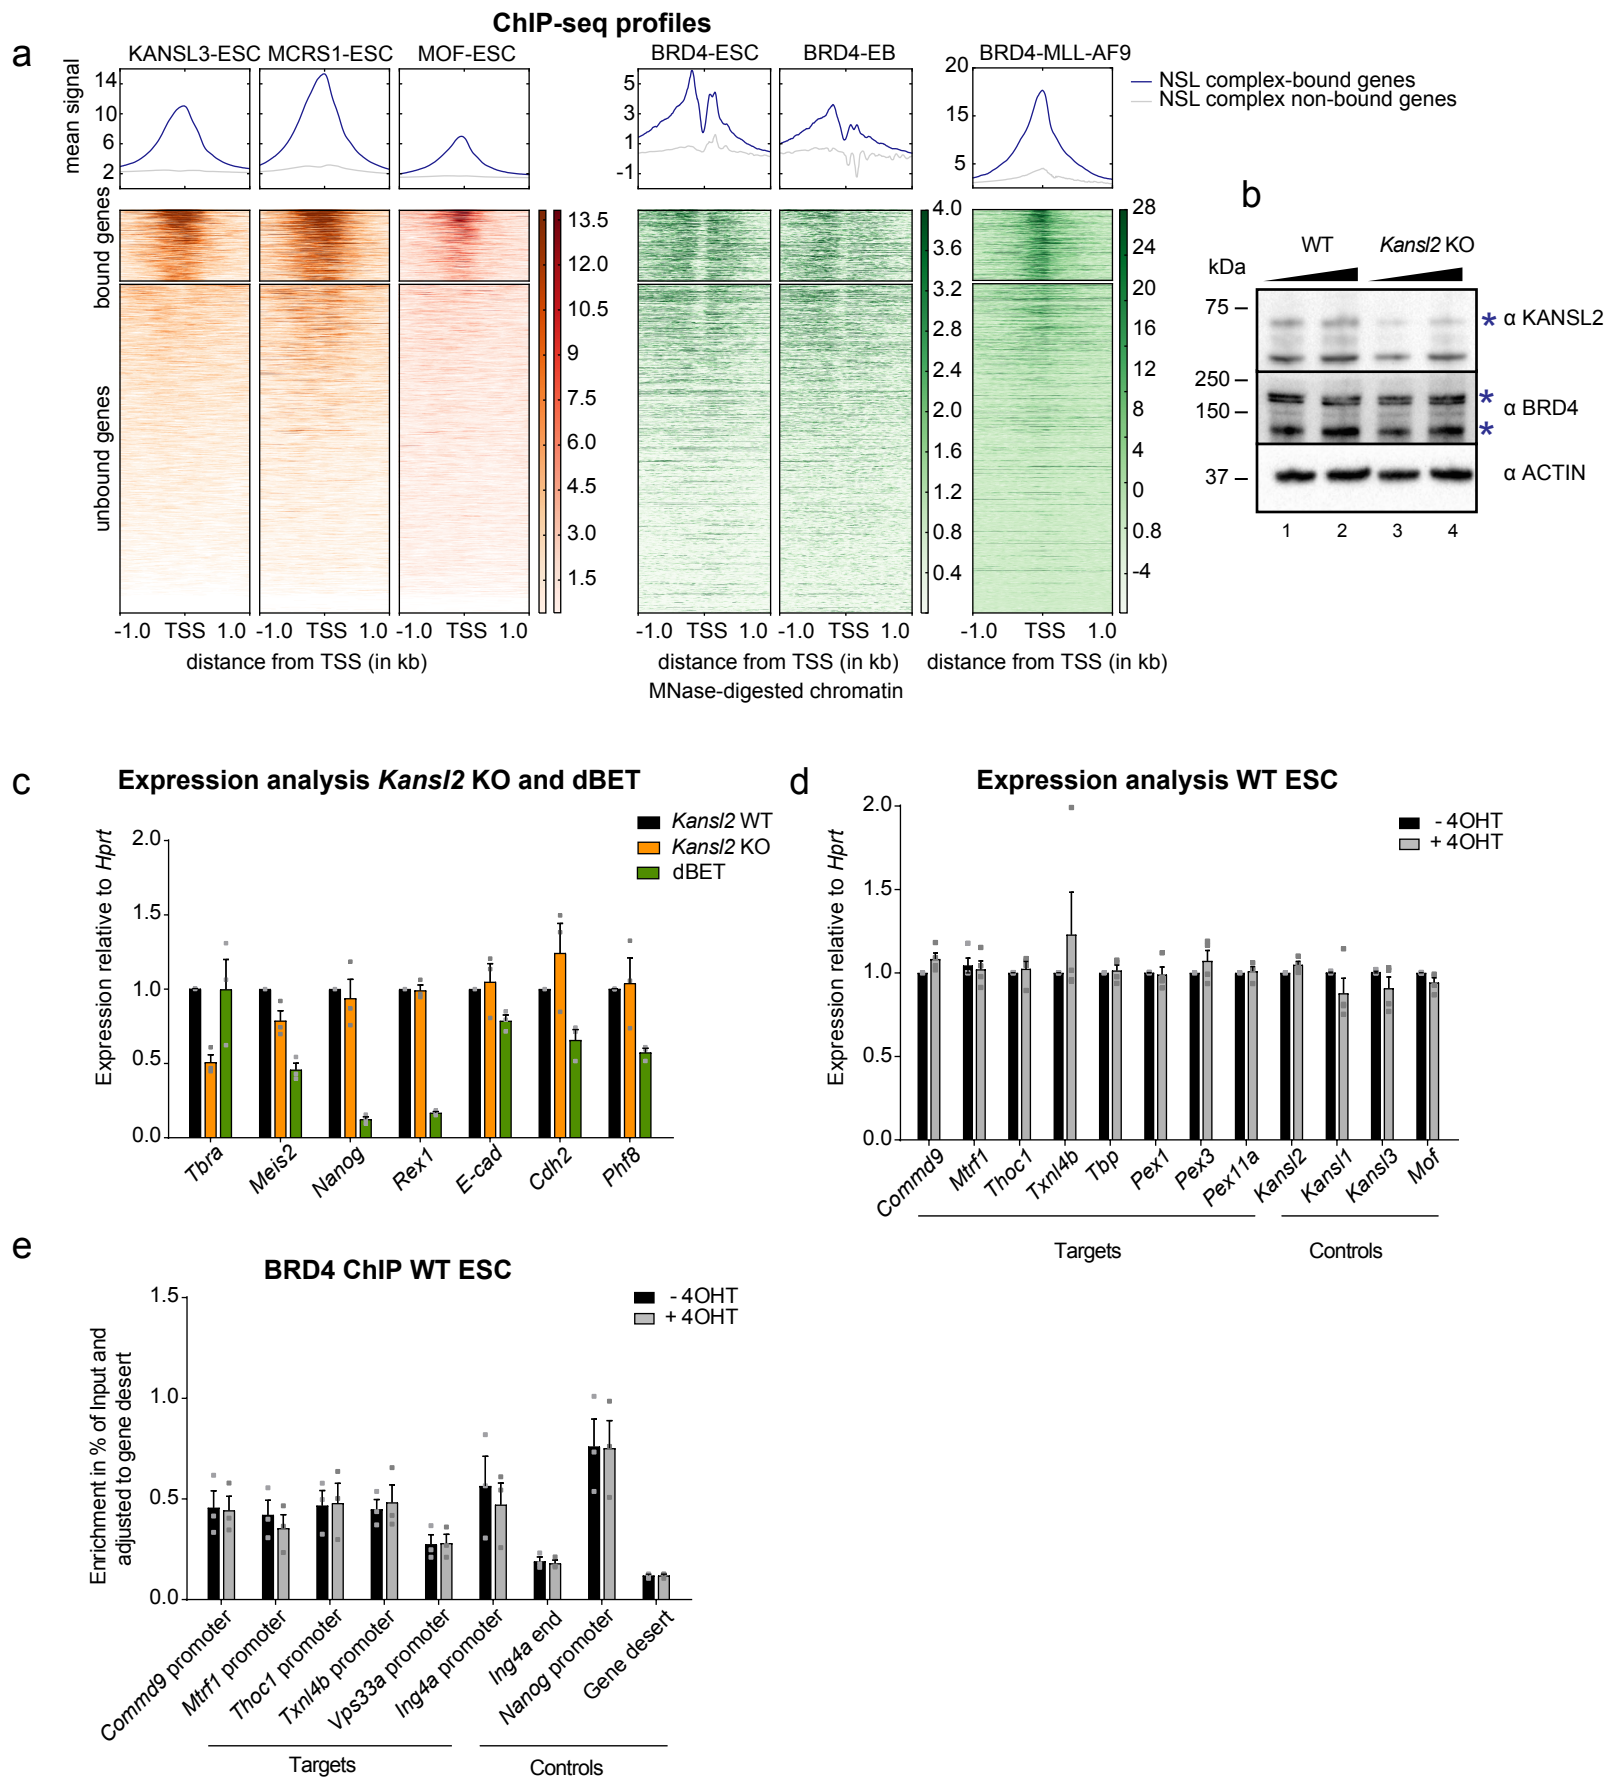 a
ChIP-seq profiles
KANSL3-ESC MCRS1-ESC MOF-ESC BRD4-ESC BRD4-EB BRD4-MLL-AF9
mean signal
14
10
6
2
5
3
1
-1
20
15
5
NSL complex-bound genes
NSL complex non-bound genes
bound genes
unbound genes
13.5
12.0
10.5
9
7.5
6.0
4.5
3.0
1.5
4.0
3.6
3.2
2.8
2.4
2.0
1.6
1.2
0.8
0.4
28
24
20
16
12
8
4
0
0.8
-4
-1.0 TSS 1.0 -1.0 TSS 1.0 -1.0 TSS 1.0 -1.0 TSS 1.0 -1.0 TSS 1.0 -1.0 TSS 1.0
distance from TSS (in kb) distance from TSS (in kb) distance from TSS (in kb)
MNase-digested chromatin
b
WT Kansl2 KO
kDa
75
* α KANSL2
250
150
*
α BRD4
*
37
α ACTIN
1 2 3 4
c
Expression analysis Kansl2 KO and dBET
Kansl2 WT
Kansl2 KO
dBET
Expression relative to Hprt
2.0
1.5
1.0
0.5
0.0
Tbra Meis2 Nanog Rex1 E-cad Cdh2 Phf8
d
Expression analysis WT ESC
- 4OHT
+ 4OHT
Expression relative to Hprt
2.0
1.5
1.0
0.5
0.0
Commd9 Mtrf1 Thoc1 Txnl4b Tbp Pex1 Pex3 Pex11a Kansl2 Kansl1 Kansl3 Mof
Targets Controls
e
BRD4 ChIP WT ESC
- 4OHT
+ 4OHT
Enrichment in % of Input and
adjusted to gene desert
1.5
1.0
0.5
0.0
Commd9 promoter Mtrf1 promoter Thoc1 promoter Txnl4b promoter Vps33a promoter Ing4a promoter Ing4a end Nanog promoter Gene desert
Targets Controls